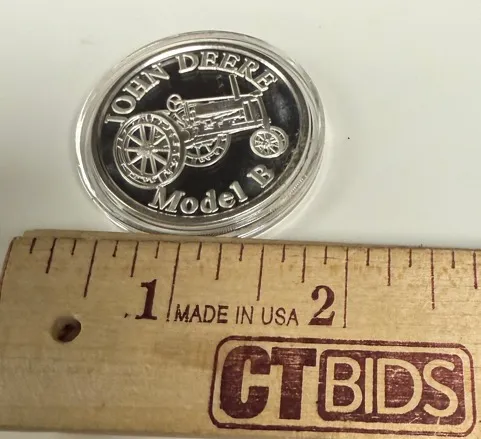 JOHN DEERE
Model B
1 MADE IN USA 2
CTBIDS